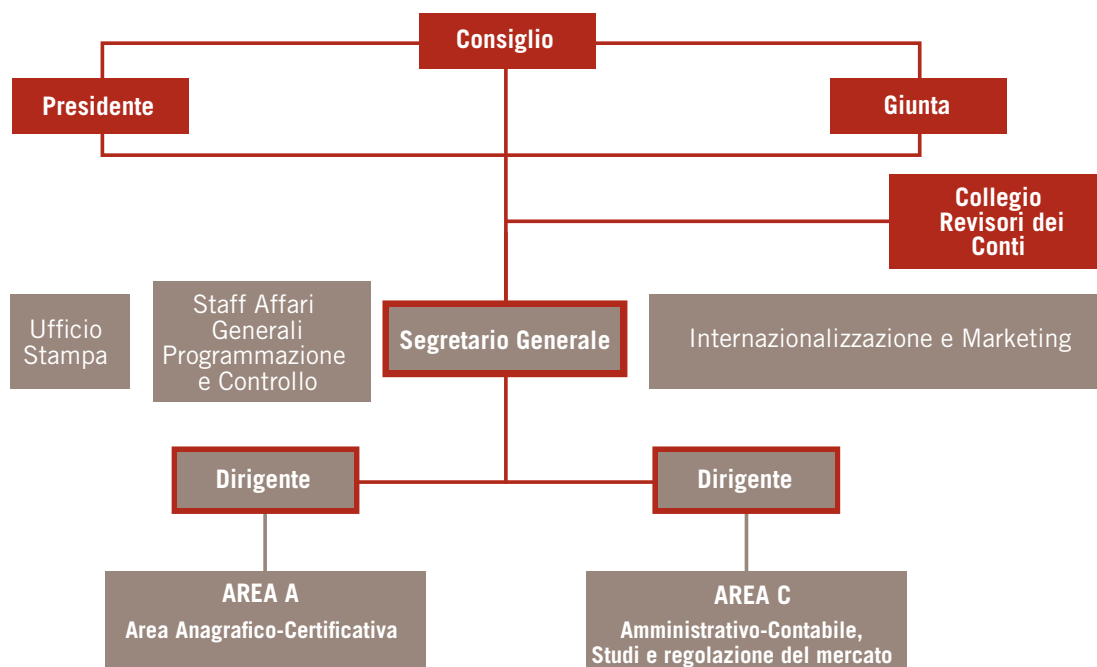 Consiglio
Presidente
Giunta
Collegio
Revisori dei
Conti
Ufficio
Stampa
Staff Affari
Generali
Programmazione
e Controllo
Segretario Generale
Internazionalizzazione e Marketing
Dirigente
Dirigente
AREA A
Area Anagrafico-Certificativa
AREA C
Amministrativo-Contabile,
Studi e regolazione del mercato